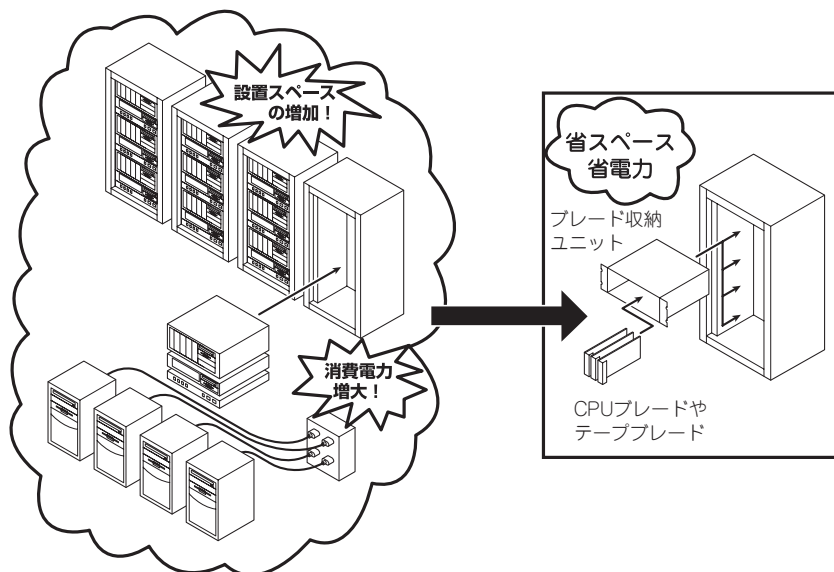 設置スペース
の増加！
消費電力
増大！
省スペース
省電力
ブレード収納
ユニット
CPUブレードや
テープブレード